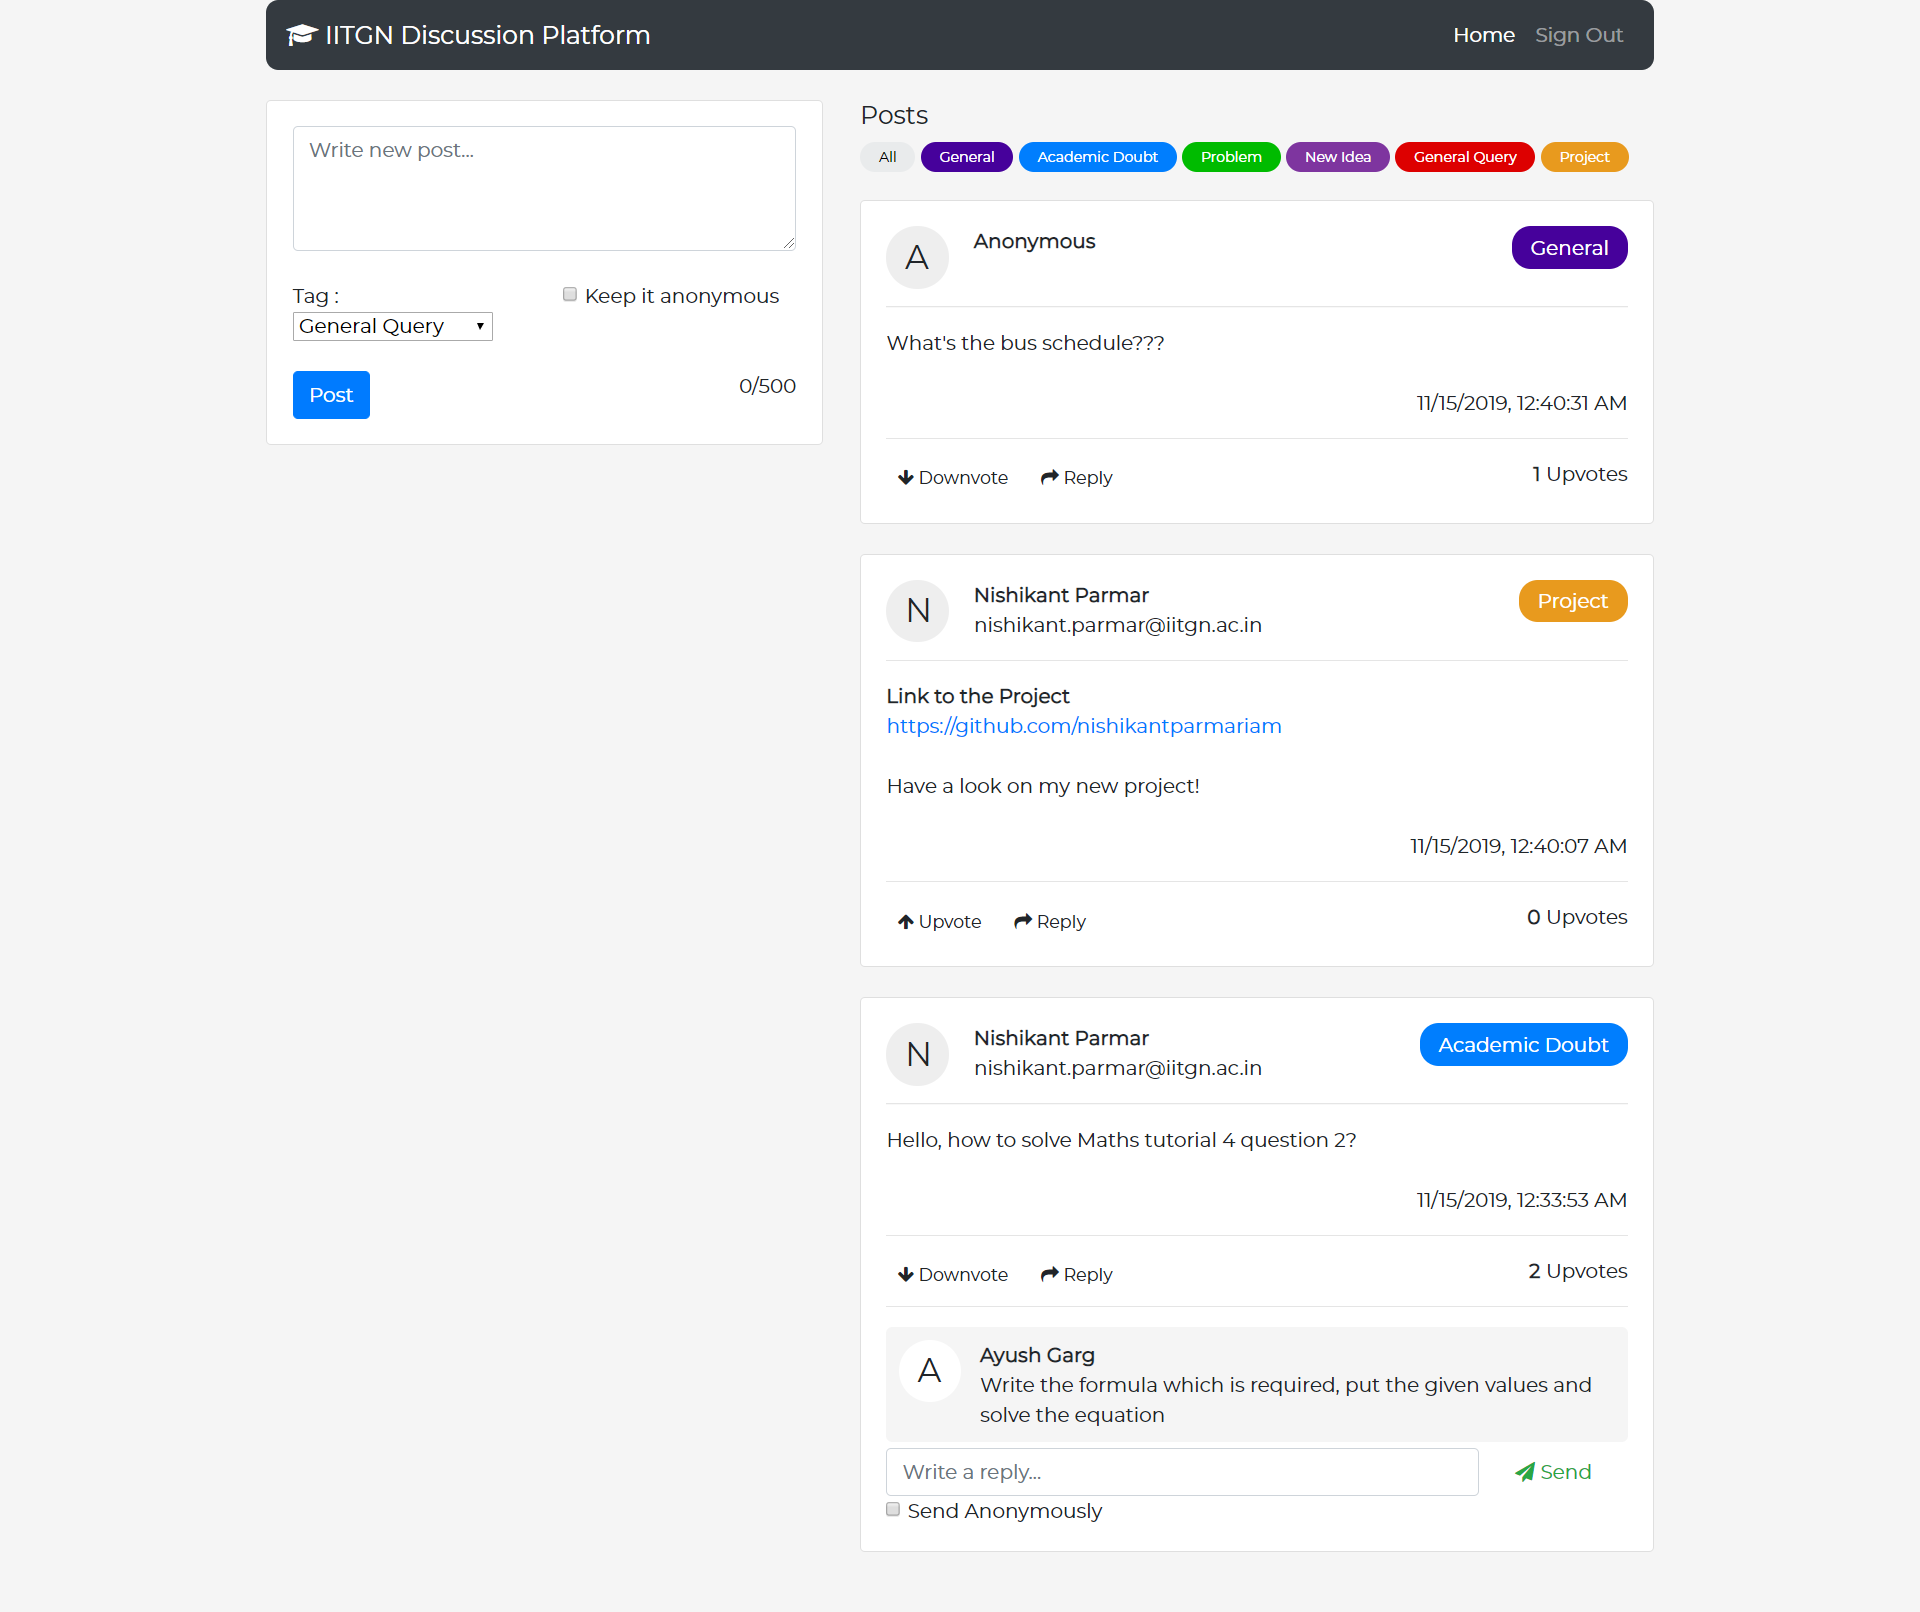 IITGN Discussion Platform
Home Sign Out
Write new post...
Tag :
Keep it anonymous
General Query
Post
0/500
Posts
All General Academic Doubt Problem New Idea General Query Project
A
Anonymous
General
What's the bus schedule???
11/15/2019, 12:40:31 AM
Downvote Reply
1 Upvotes
N
Nishikant Parmar
nishikant.parmar@iitgn.ac.in
Project
Link to the Project
https://github.com/nishikantparmariam
Have a look on my new project!
11/15/2019, 12:40:07 AM
Upvote Reply
0 Upvotes
N
Nishikant Parmar
nishikant.parmar@iitgn.ac.in
Academic Doubt
Hello, how to solve Maths tutorial 4 question 2?
11/15/2019, 12:33:53 AM
Downvote Reply
2 Upvotes
A
Ayush Garg
Write the formula which is required, put the given values and
solve the equation
Write a reply...
Send
Send Anonymously